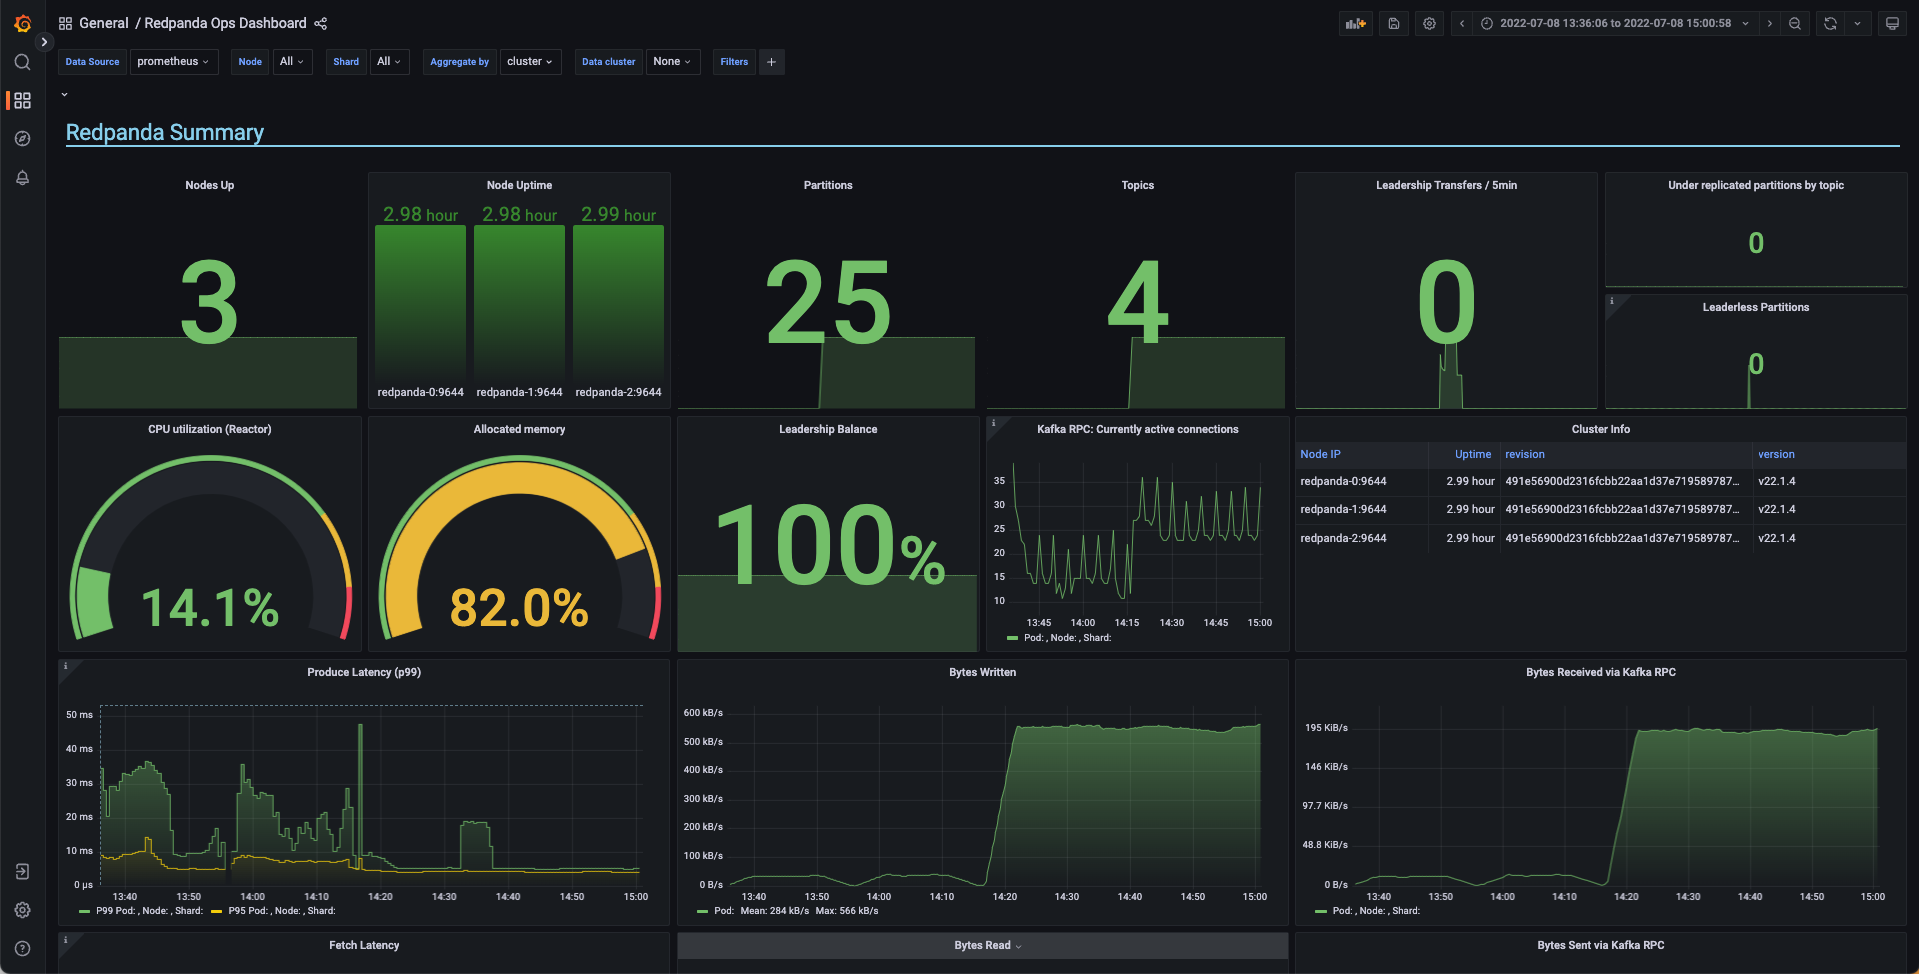 General / Redpanda Ops Dashboard
2022-07-08 13:36:06 to 2022-07-08 15:00:58
Data Source prometheus Node All Shard All Aggregate by cluster Data cluster None Filters +
Redpanda Summary
Nodes Up
3
Node Uptime
2.98 hour 2.98 hour 2.99 hour
redpanda-0:9644 redpanda-1:9644 redpanda-2:9644
Partitions
25
Topics
4
Leadership Transfers / 5min
0
Under replicated partitions by topic
0
Leaderless Partitions
0
CPU utilization (Reactor)
14.1%
Allocated memory
82.0%
Leadership Balance
100%
Kafka RPC: Currently active connections
35
30
25
20
15
10
13:45 14:00 14:15 14:30 14:45 15:00
Pod: , Node: , Shard:
Cluster Info
Node IP Uptime revision version
redpanda-0:9644 2.99 hour 491e56900d2316fcbb22aa1d37e719589787... v22.1.4
redpanda-1:9644 2.99 hour 491e56900d2316fcbb22aa1d37e719589787... v22.1.4
redpanda-2:9644 2.99 hour 491e56900d2316fcbb22aa1d37e719589787... v22.1.4
Produce Latency (p99)
50 ms
40 ms
30 ms
20 ms
10 ms
0 µs
13:40 13:50 14:00 14:10 14:20 14:30 14:40 14:50 15:00
P99 Pod: , Node: , Shard: P95 Pod: , Node: , Shard:
Bytes Written
600 kB/s
500 kB/s
400 kB/s
300 kB/s
200 kB/s
100 kB/s
0 B/s
13:40 13:50 14:00 14:10 14:20 14:30 14:40 14:50 15:00
Pod: Mean: 284 kB/s Max: 566 kB/s
Bytes Received via Kafka RPC
195 KiB/s
146 KiB/s
97.7 KiB/s
48.8 KiB/s
0 B/s
13:40 13:50 14:00 14:10 14:20 14:30 14:40 14:50 15:00
Pod: , Node: , Shard:
Fetch Latency
Bytes Read
Bytes Sent via Kafka RPC